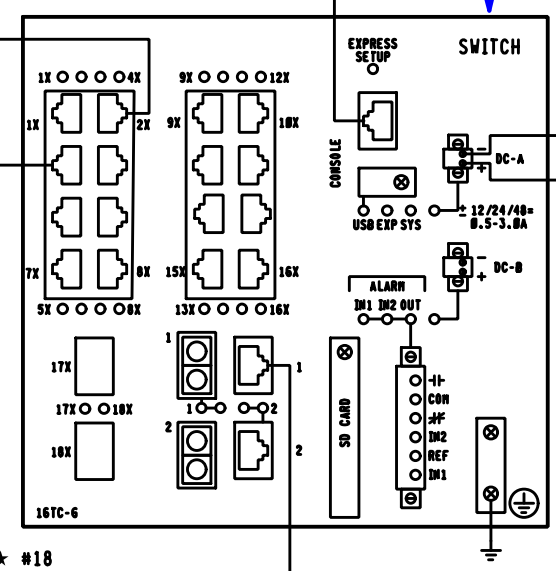 EXPRESS
SETUP
SWITCH
1X 4X
9X 12X
1X 2X
9X 10X
CONSOLE
- DC-A
+
USB EXP SYS
± 12/24/48=
0.5-3.0A
7X 8X
15X 16X
- DC-B
+
ALARM
IN1 IN2 OUT
5X 8X
13X 16X
1 1
17X
17X 18X
1 2
SD CARD
COM
IN2
REF
IN1
18X
2 2
16TC-G
★ #18